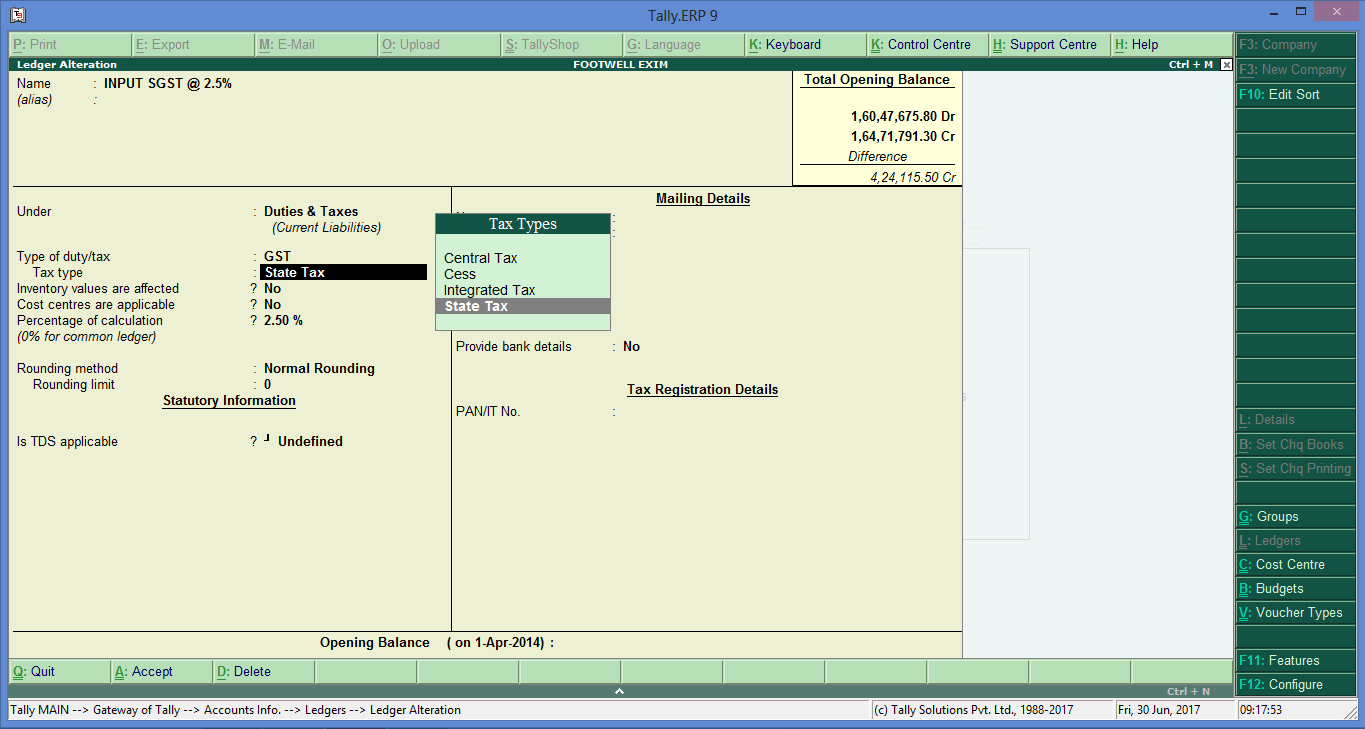 Tally.ERP 9
P: Print E: Export M: E-Mail O: Upload S: TallyShop G: Language K: Keyboard K: Control Centre H: Support Centre H: Help
Ledger Alteration FOOTWELL EXIM Ctrl + M
Name : INPUT SGST @ 2.5%
(alias) :
Total Opening Balance
1,60,47,675.80 Dr
1,64,71,791.30 Cr
Difference
4,24,115.50 Cr
Under : Duties & Taxes
(Current Liabilities)
Type of duty/tax : GST
Tax type : State Tax
Inventory values are affected ? No
Cost centres are applicable ? No
Percentage of calculation ? 2.50 %
(0% for common ledger)
Rounding method : Normal Rounding
Rounding limit : 0
Statutory Information
Is TDS applicable ? ┘ Undefined
Mailing Details
:
:
Tax Types
Central Tax
Cess
Integrated Tax
State Tax
Provide bank details : No
Tax Registration Details
PAN/IT No. :
Opening Balance ( on 1-Apr-2014) :
F3: Company
F3: New Company
F10: Edit Sort
L: Details
B: Set Chq Books
S: Set Chq Printing
G: Groups
L: Ledgers
C: Cost Centre
B: Budgets
V: Voucher Types
F11: Features
F12: Configure
Q: Quit A: Accept D: Delete
Ctrl + N
Tally MAIN --> Gateway of Tally --> Accounts Info. --> Ledgers --> Ledger Alteration (c) Tally Solutions Pvt. Ltd., 1988-2017 Fri, 30 Jun, 2017 09:17:53